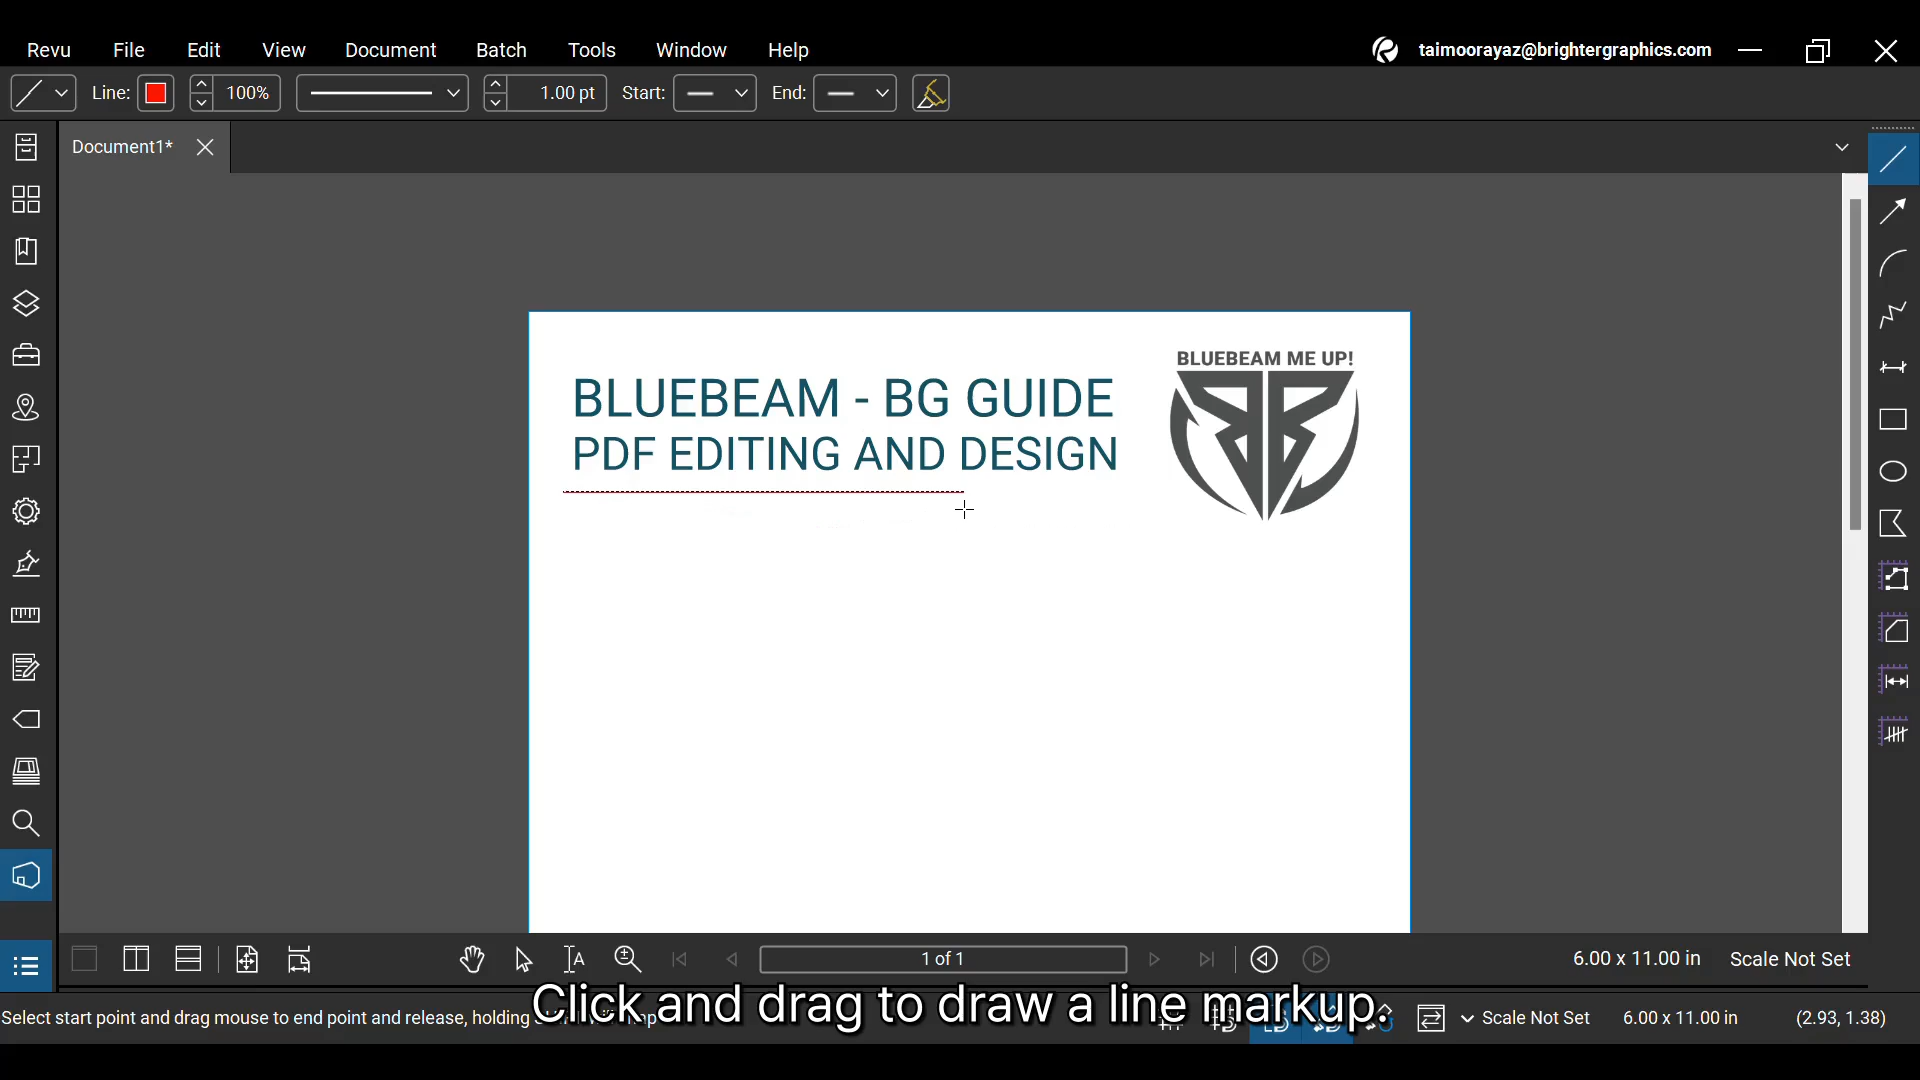 Revu File Edit View Document Batch Tools Window Help taimoorayaz@brightergraphics.com
Line: 100% 1.00 pt Start: End:
Document1*
BLUEBEAM ME UP!
BLUEBEAM - BG GUIDE
PDF EDITING AND DESIGN
1 of 1 6.00 x 11.00 in Scale Not Set
Click and drag to draw a line markup.
Select start point and drag mouse to end point and release, holding Scale Not Set 6.00 x 11.00 in (2.93, 1.38)